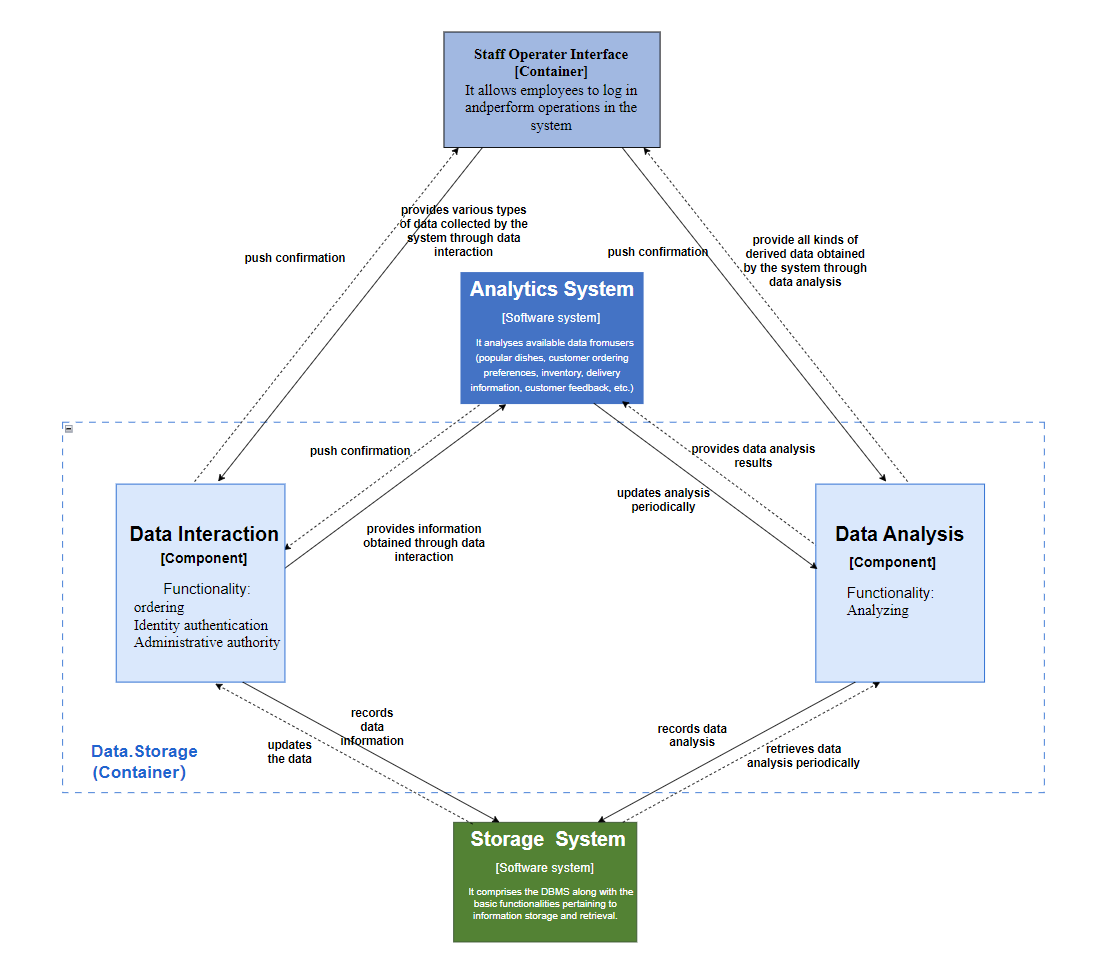 Staff Operater Interface
[Container]
It allows employees to log in
andperform operations in the
system
provides various types
of data collected by the
system through data
interaction
push confirmation
push confirmation
provide all kinds of
derived data obtained
by the system through
data analysis
Analytics System
[Software system]
It analyses available data fromusers
(popular dishes, customer ordering
preferences, inventory, delivery
information, customer feedback, etc.)
push confirmation
provides data analysis
results
updates analysis
periodically
provides information
obtained through data
interaction
Data Interaction
[Component]
Functionality:
ordering
Identity authentication
Administrative authority
Data Analysis
[Component]
Functionality:
Analyzing
records
data
information
updates
the data
records data
analysis
retrieves data
analysis periodically
Data.Storage
(Container)
Storage System
[Software system]
It comprises the DBMS along with the
basic functionalities pertaining to
information storage and retrieval.